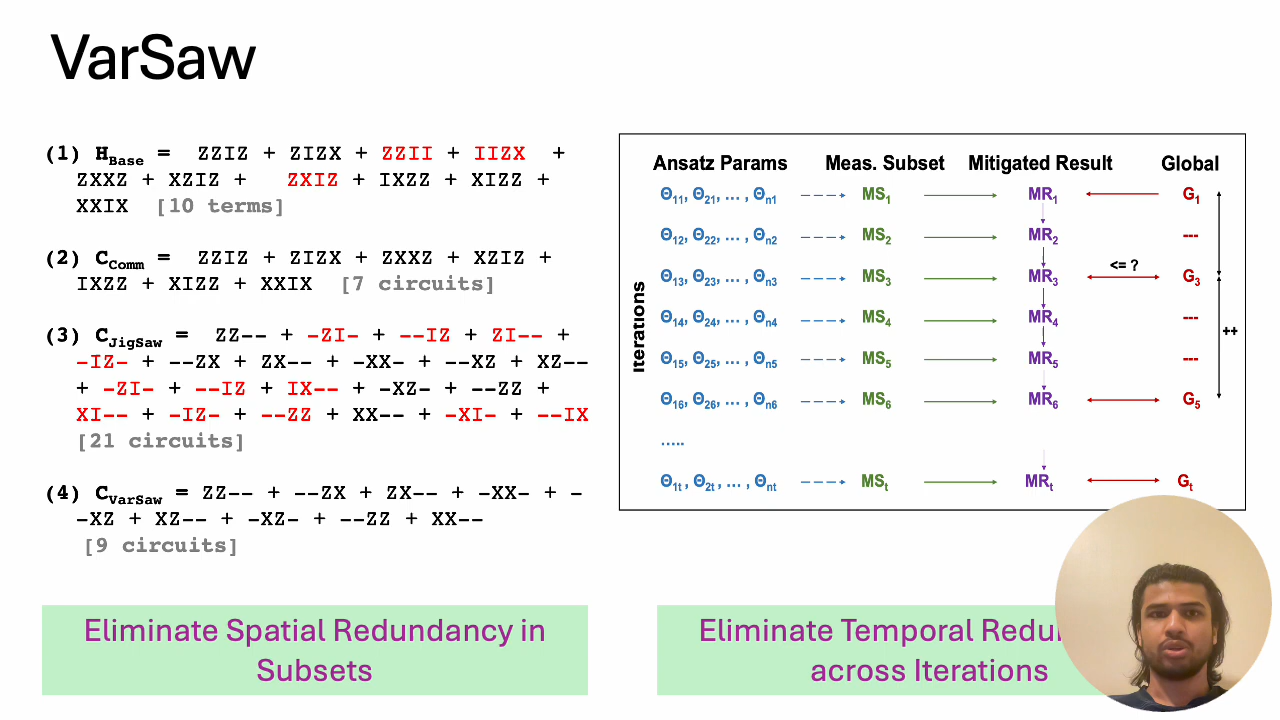 VarSaw
(1) H_Base = ZZIZ + ZIZX + ZZII + IIZX +
ZXXZ + XZIZ + ZXIZ + IXZZ + XIZZ +
XXIX [10 terms]
(2) C_Comm = ZZIZ + ZIZX + ZXXZ + XZIZ +
IXZZ + XIZZ + XXIX [7 circuits]
(3) C_JigSaw = ZZ-- + -ZI- + --IZ + ZI-- +
-IZ- + --ZX + ZX-- + -XX- + --XZ + XZ--
+ -ZI- + --IZ + IX-- + -XZ- + --ZZ +
XI-- + -IZ- + --ZZ + XX-- + -XI- + --IX
[21 circuits]
(4) C_VarSaw = ZZ-- + --ZX + ZX-- + -XX- + -
-XZ + XZ-- + -XZ- + --ZZ + XX--
[9 circuits]
Eliminate Spatial Redundancy in
Subsets
Ansatz Params Meas. Subset Mitigated Result Global
Iterations
Θ11, Θ21, ... , Θn1 MS1 MR1 G1
Θ12, Θ22, ... , Θn2 MS2 MR2 ---
<= ?
Θ13, Θ23, ... , Θn3 MS3 MR3 G3
Θ14, Θ24, ... , Θn4 MS4 MR4 ---
++
Θ15, Θ25, ... , Θn5 MS5 MR5 ---
Θ16, Θ26, ... , Θn6 MS6 MR6 G5
.....
Θ1t , Θ2t , ... , Θnt MSt MRt Gt
Eliminate Temporal
across Iterations